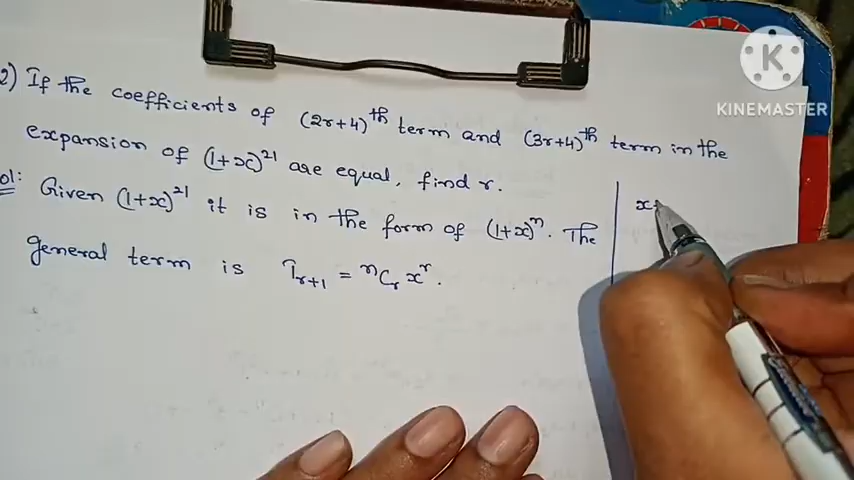 2) If the coefficients of (2r+4)ᵗʰ term and (3r+4)ᵗʰ term in the
expansion of (1+x)²¹ are equal, find r.
Sol: Given (1+x)²¹ it is in the form of (1+x)ⁿ. The
general term is Tᵣ₊₁ = ⁿCᵣ xʳ.
x
KINEMASTER